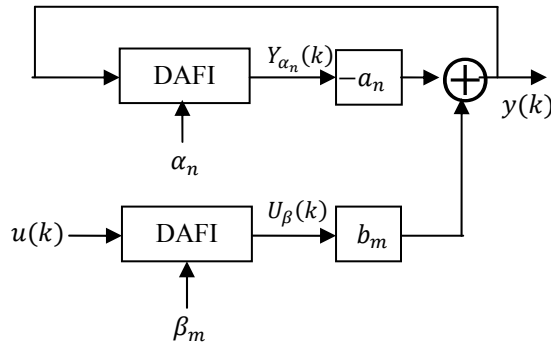 DAFI
Y_{α_n}(k)
−a_n
α_n
y(k)
u(k)
DAFI
U_β(k)
b_m
β_m